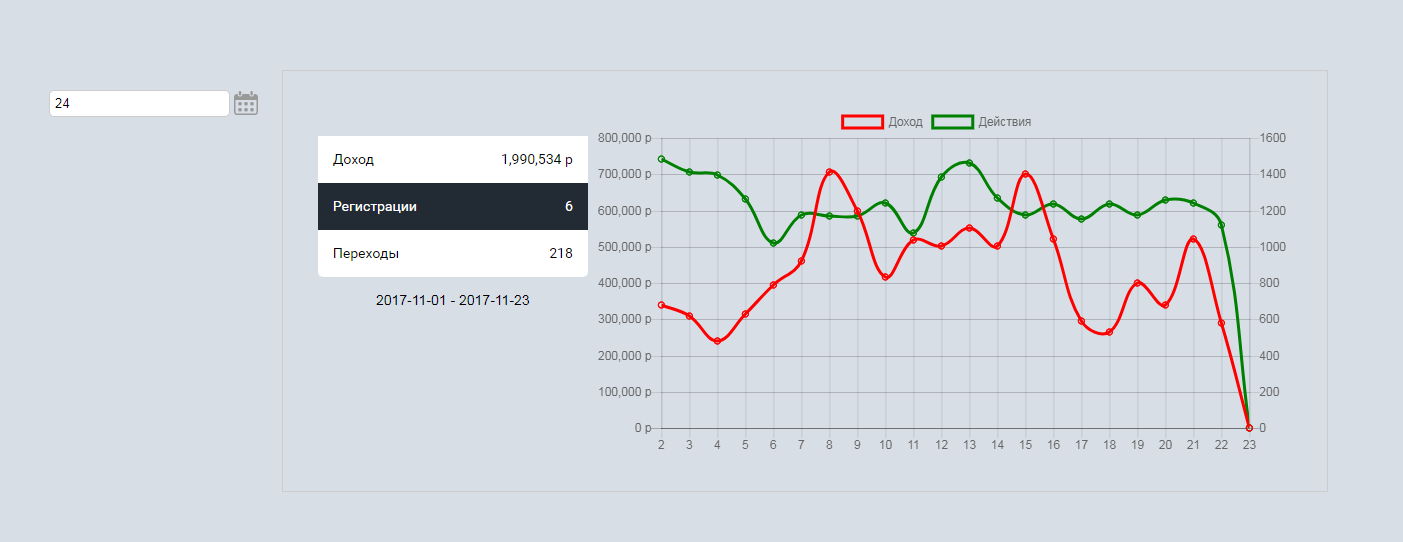 24
Доход 1,990,534 р
Регистрации 6
Переходы 218
2017-11-01 - 2017-11-23
Доход Действия
800,000 р 1600
700,000 р 1400
600,000 р 1200
500,000 р 1000
400,000 р 800
300,000 р 600
200,000 р 400
100,000 р 200
0 р 0
2 3 4 5 6 7 8 9 10 11 12 13 14 15 16 17 18 19 20 21 22 23